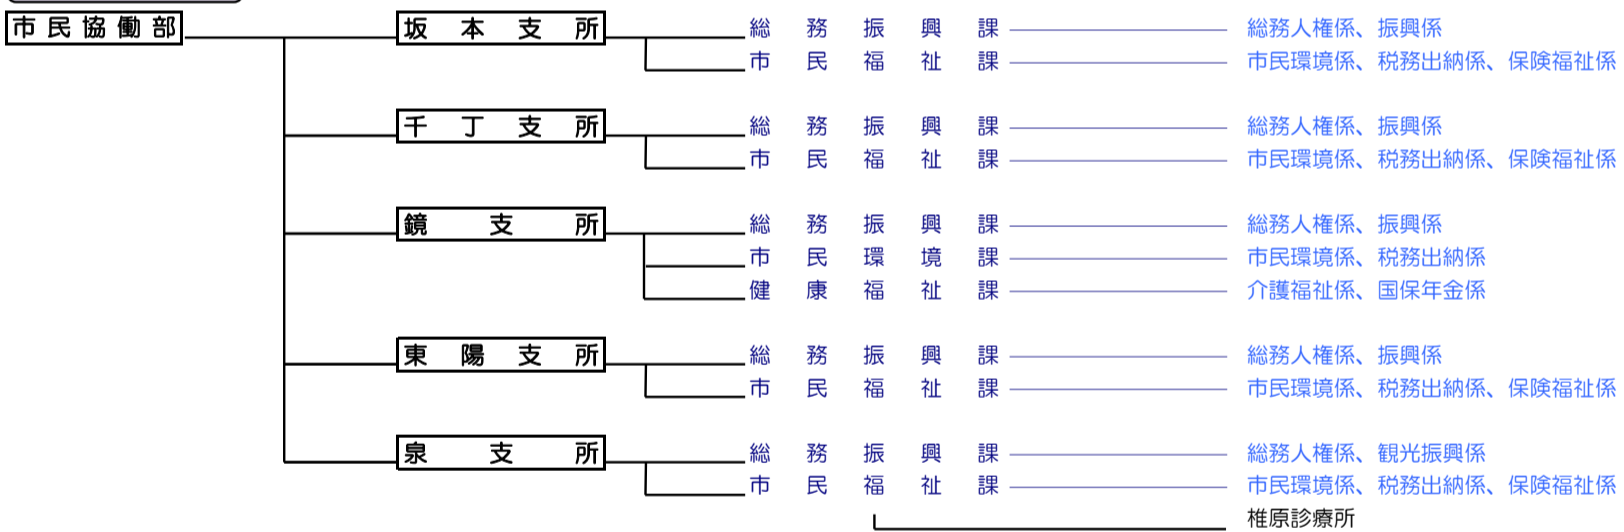 市民協働部 坂本支所 総務振興課 総務人権係、振興係
市民福祉課 市民環境係、税務出納係、保険福祉係
千丁支所 総務振興課 総務人権係、振興係
市民福祉課 市民環境係、税務出納係、保険福祉係
鏡支所 総務振興課 総務人権係、振興係
市民環境課 市民環境係、税務出納係
健康福祉課 介護福祉係、国保年金係
東陽支所 総務振興課 総務人権係、振興係
市民福祉課 市民環境係、税務出納係、保険福祉係
泉支所 総務振興課 総務人権係、観光振興係
市民福祉課 市民環境係、税務出納係、保険福祉係
椎原診療所